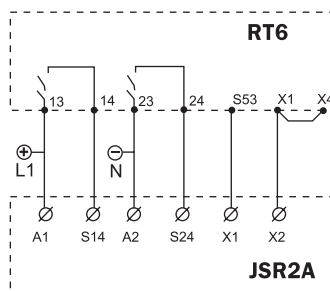 RT6
13 14 23 24 S53 X1 X4
L1 N
A1 S14 A2 S24 X1 X2
JSR2A